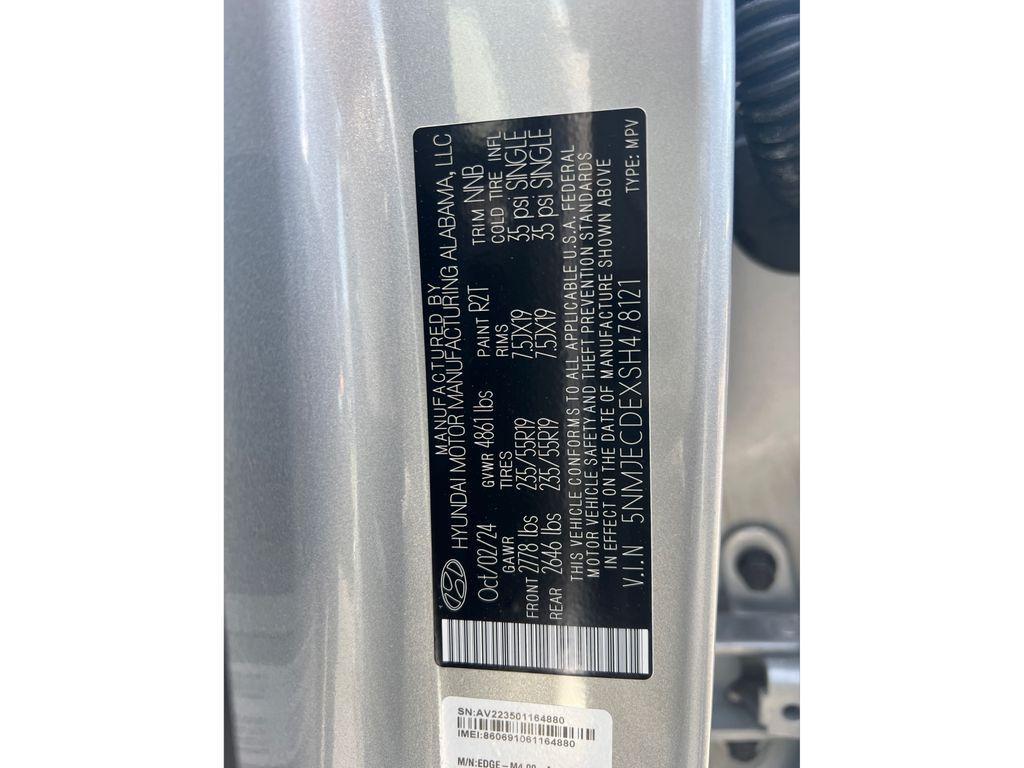 MANUFACTURED BY
HYUNDAI MOTOR MANUFACTURING ALABAMA, LLC
Oct/02/24 GVWR 4861 lbs PAINT R2T TRIM NNB
GAWR TIRES RIMS COLD TIRE INFL
FRONT 2778 lbs 235/55R19 7.5JX19 35 psi SINGLE
REAR 2646 lbs 235/55R19 7.5JX19 35 psi SINGLE
THIS VEHICLE CONFORMS TO ALL APPLICABLE U.S.A. FEDERAL
MOTOR VEHICLE SAFETY AND THEFT PREVENTION STANDARDS
IN EFFECT ON THE DATE OF MANUFACTURE SHOWN ABOVE
V.I.N 5NMJECDEXSH478121 TYPE: MPV
SN:AV223501164880
IMEI:860691061164880
M/N:EDGE-M4.00